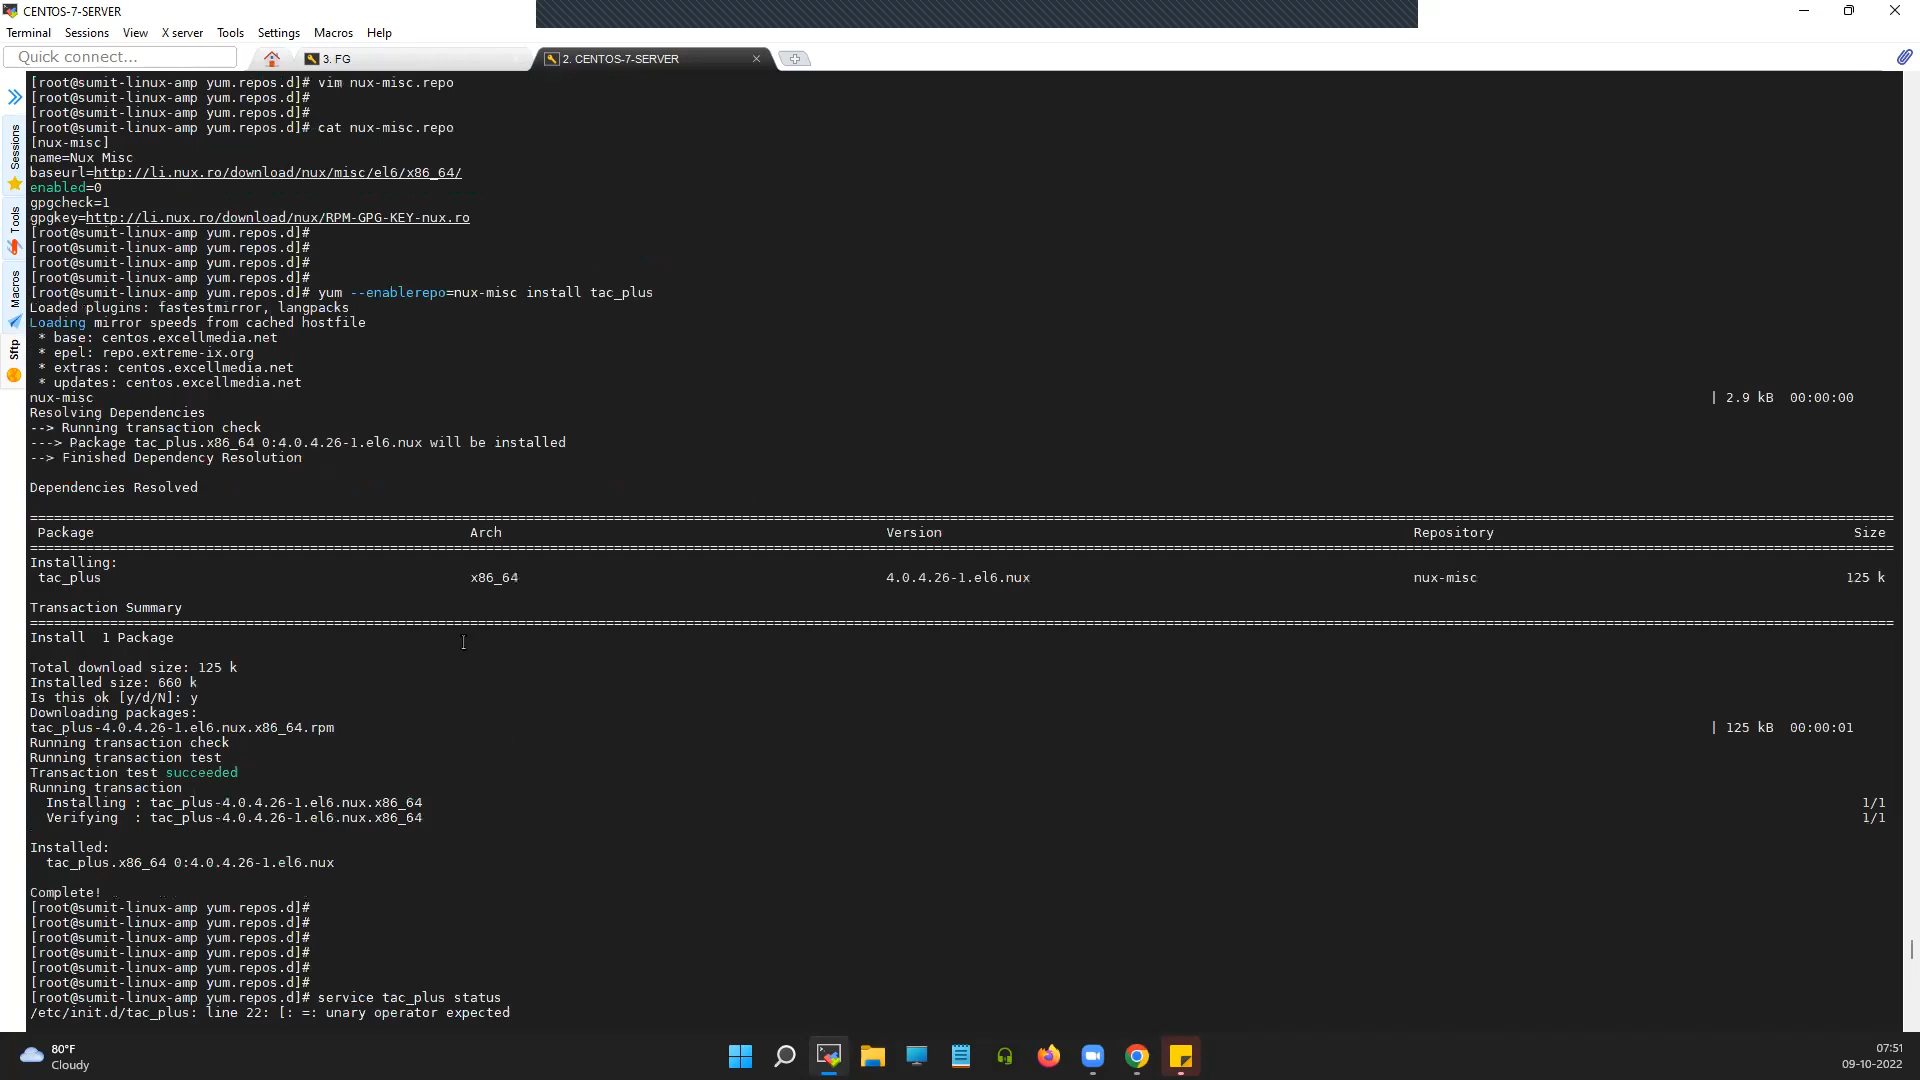 CENTOS-7-SERVER
Terminal Sessions View X server Tools Settings Macros Help
Quick connect... 3. FG 2. CENTOS-7-SERVER
[root@sumit-linux-amp yum.repos.d]# vim nux-misc.repo
[root@sumit-linux-amp yum.repos.d]#
[root@sumit-linux-amp yum.repos.d]#
[root@sumit-linux-amp yum.repos.d]# cat nux-misc.repo
[nux-misc]
name=Nux Misc
baseurl=http://li.nux.ro/download/nux/misc/el6/x86_64/
enabled=0
gpgcheck=1
gpgkey=http://li.nux.ro/download/nux/RPM-GPG-KEY-nux.ro
[root@sumit-linux-amp yum.repos.d]#
[root@sumit-linux-amp yum.repos.d]#
[root@sumit-linux-amp yum.repos.d]#
[root@sumit-linux-amp yum.repos.d]#
[root@sumit-linux-amp yum.repos.d]# yum --enablerepo=nux-misc install tac_plus
Loaded plugins: fastestmirror, langpacks
Loading mirror speeds from cached hostfile
* base: centos.excellmedia.net
* epel: repo.extreme-ix.org
* extras: centos.excellmedia.net
* updates: centos.excellmedia.net
nux-misc | 2.9 kB 00:00:00
Resolving Dependencies
--> Running transaction check
---> Package tac_plus.x86_64 0:4.0.4.26-1.el6.nux will be installed
--> Finished Dependency Resolution
Dependencies Resolved
Package Arch Version Repository Size
Installing:
tac_plus x86_64 4.0.4.26-1.el6.nux nux-misc 125 k
Transaction Summary
Install 1 Package
Total download size: 125 k
Installed size: 660 k
Is this ok [y/d/N]: y
Downloading packages:
tac_plus-4.0.4.26-1.el6.nux.x86_64.rpm | 125 kB 00:00:01
Running transaction check
Running transaction test
Transaction test succeeded
Running transaction
Installing : tac_plus-4.0.4.26-1.el6.nux.x86_64 1/1
Verifying : tac_plus-4.0.4.26-1.el6.nux.x86_64 1/1
Installed:
tac_plus.x86_64 0:4.0.4.26-1.el6.nux
Complete!
[root@sumit-linux-amp yum.repos.d]#
[root@sumit-linux-amp yum.repos.d]#
[root@sumit-linux-amp yum.repos.d]#
[root@sumit-linux-amp yum.repos.d]#
[root@sumit-linux-amp yum.repos.d]#
[root@sumit-linux-amp yum.repos.d]#
[root@sumit-linux-amp yum.repos.d]# service tac_plus status
/etc/init.d/tac_plus: line 22: [: =: unary operator expected
Sessions
Tools
Macros
Sftp
80°F
Cloudy
07:51
09-10-2022